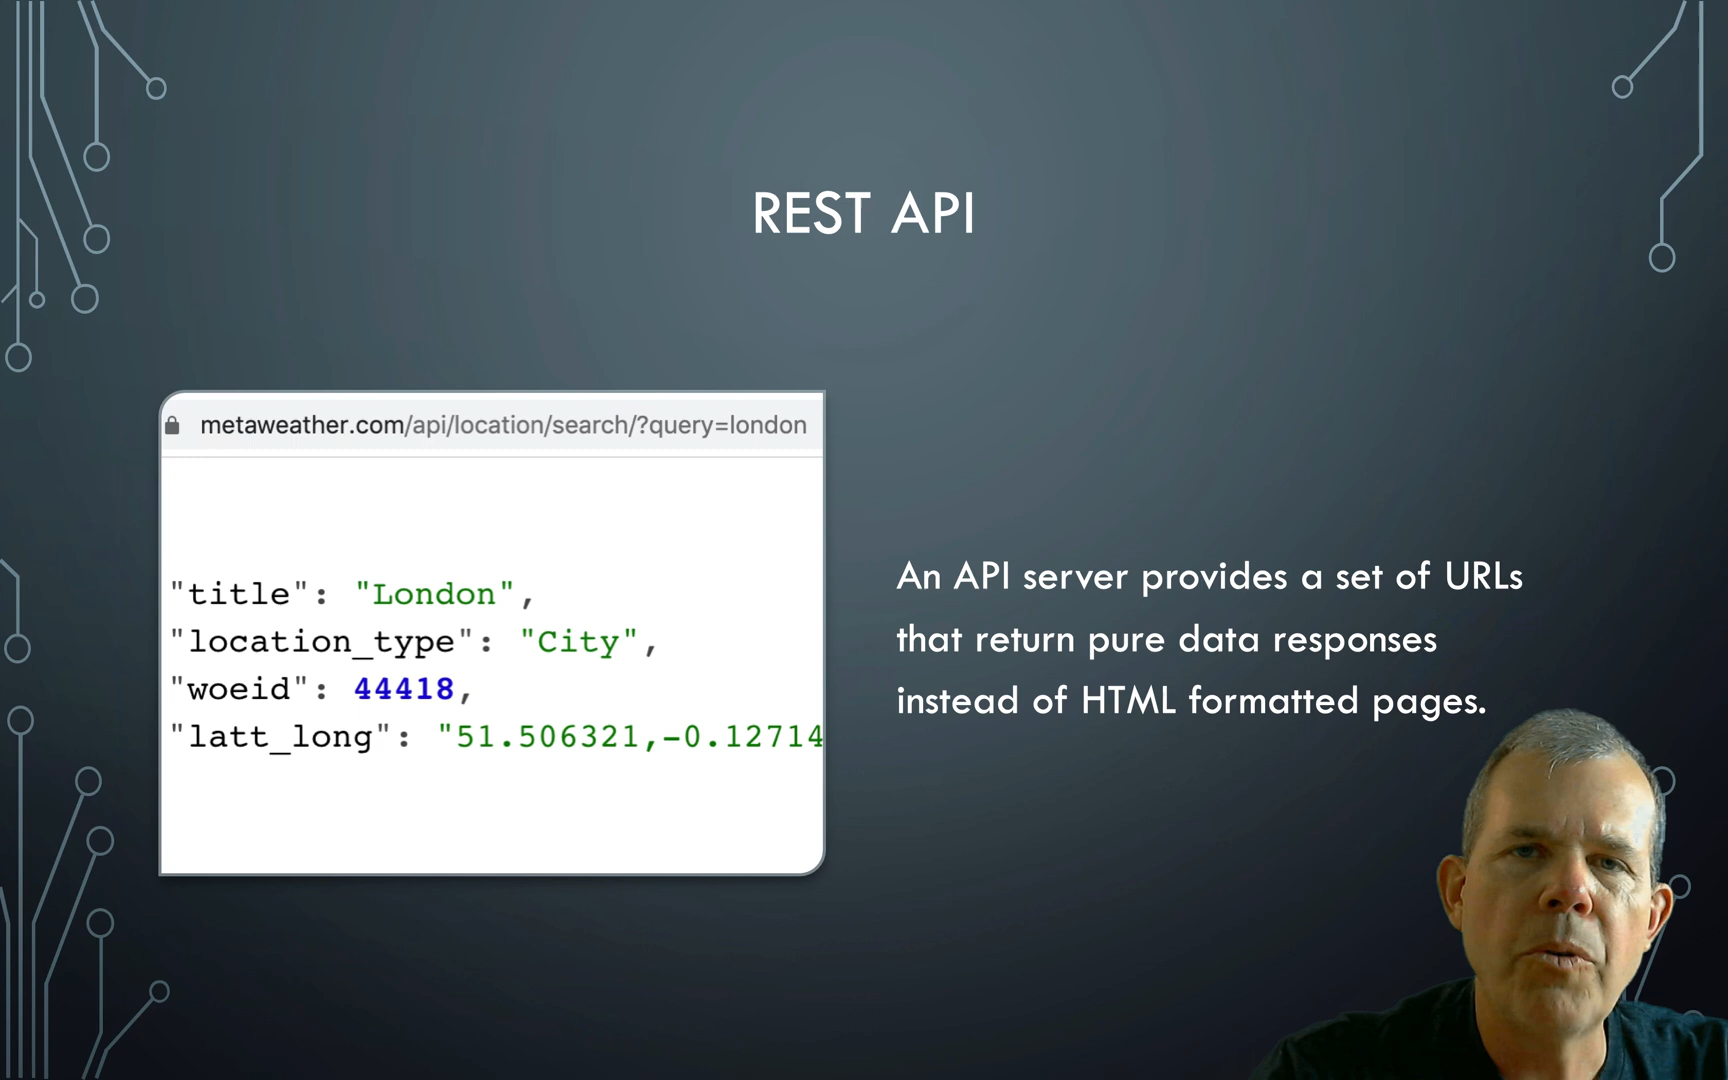 REST API
metaweather.com/api/location/search/?query=london
"title": "London",
"location_type": "City",
"woeid": 44418,
"latt_long": "51.506321,-0.12714
An API server provides a set of URLs
that return pure data responses
instead of HTML formatted pages.